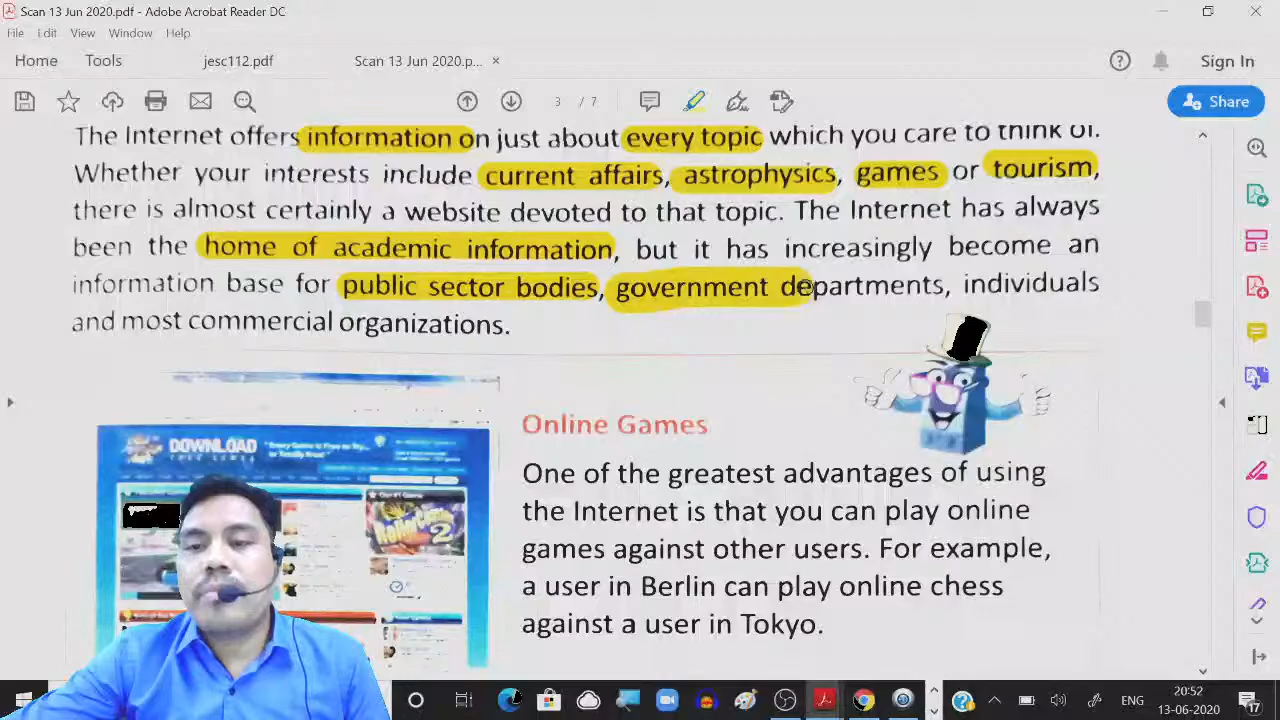 Scan 13 Jun 2020.pdf - Adobe Acrobat Reader DC
File Edit View Window Help
Home Tools jesc112.pdf Scan 13 Jun 2020.p... × Sign In
3 / 7 Share
The Internet offers information on just about every topic which you care to think of.
Whether your interests include current affairs, astrophysics, games or tourism,
there is almost certainly a website devoted to that topic. The Internet has always
been the home of academic information, but it has increasingly become an
information base for public sector bodies, government departments, individuals
and most commercial organizations.
DOWNLOAD
Online Games
One of the greatest advantages of using
the Internet is that you can play online
games against other users. For example,
a user in Berlin can play online chess
against a user in Tokyo.
ENG
20:52
13-06-2020
17